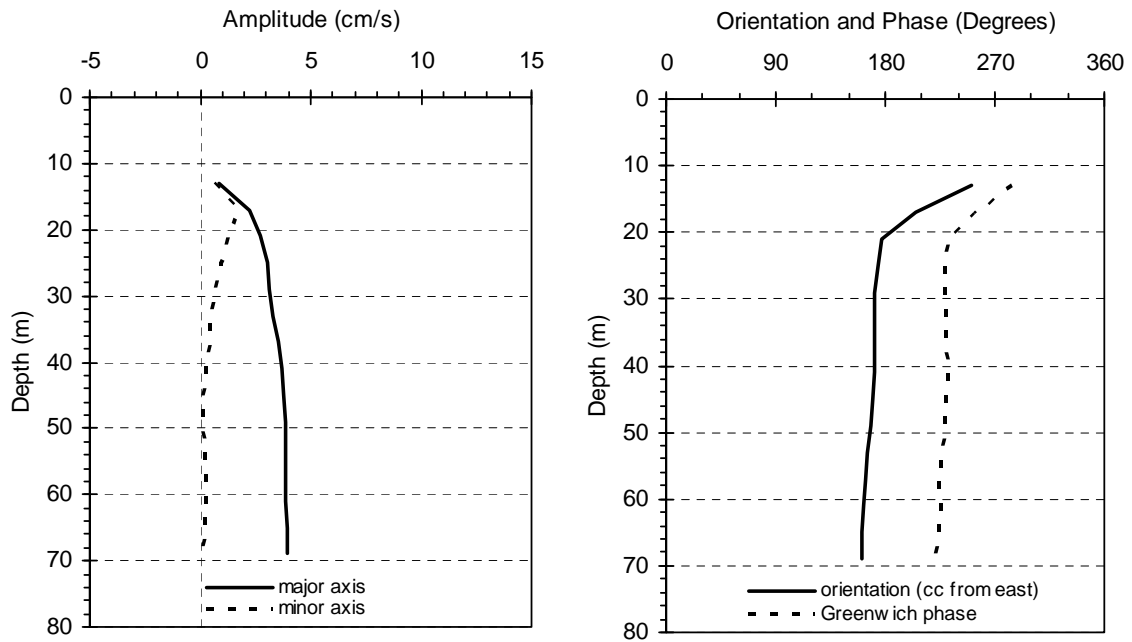 Amplitude (cm/s)
-5 0 5 10 15
0
10
20
30
40
50
60
70
80
Depth (m)
major axis
minor axis
Orientation and Phase (Degrees)
0 90 180 270 360
0
10
20
30
40
50
60
70
80
Depth (m)
orientation (cc from east)
Greenwich phase